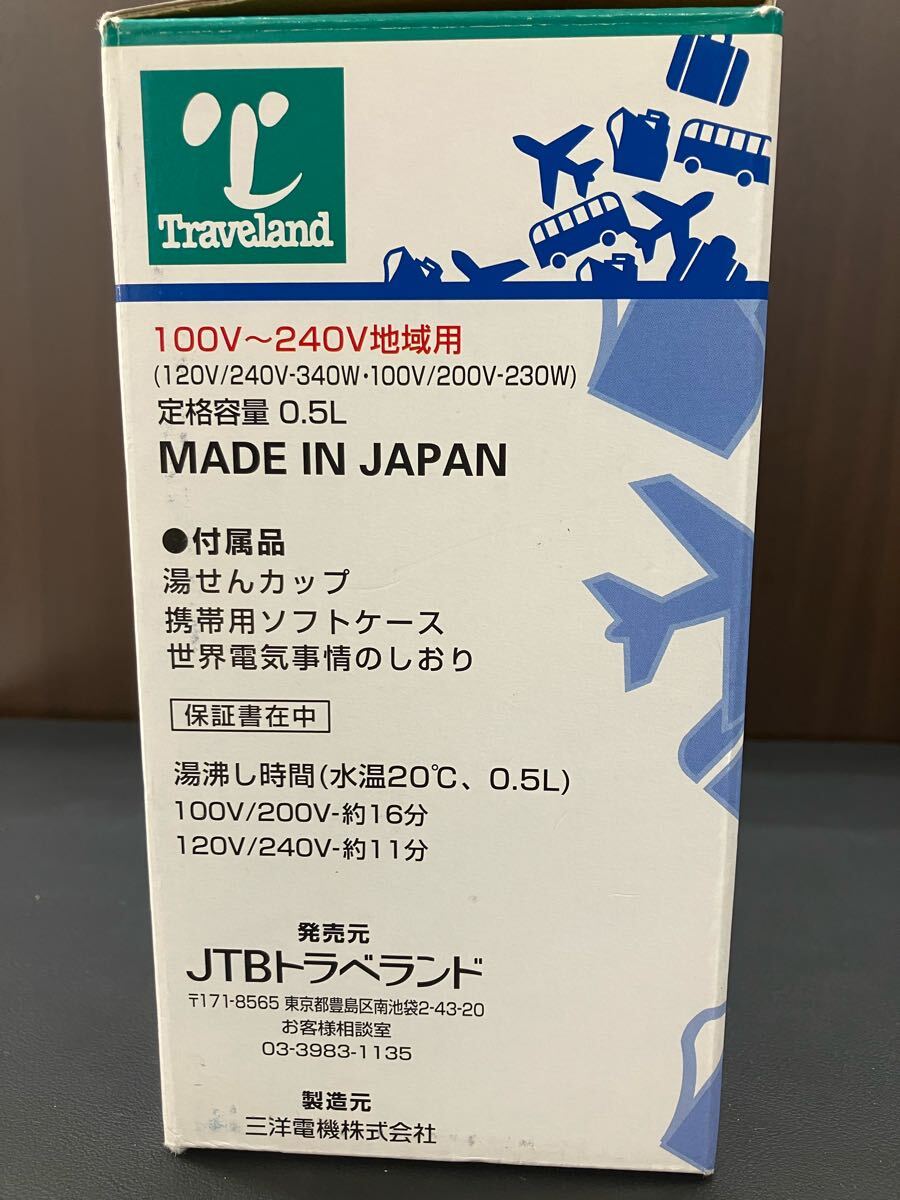 Traveland
100V～240V地域用
(120V/240V-340W・100V/200V-230W)
定格容量 0.5L
MADE IN JAPAN
●付属品
湯せんカップ
携帯用ソフトケース
世界電気事情のしおり
保証書在中
湯沸し時間(水温20℃、0.5L)
100V/200V-約16分
120V/240V-約11分
発売元
JTBトラベランド
〒171-8565 東京都豊島区南池袋2-43-20
お客様相談室
03-3983-1135
製造元
三洋電機株式会社